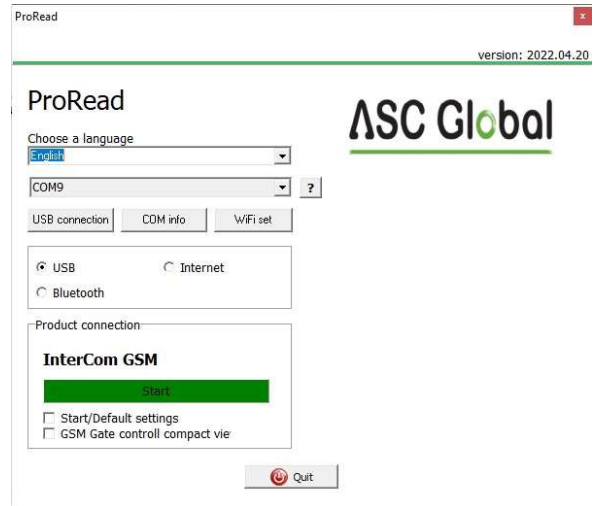 ProRead
x
version: 2022.04.20
ProRead
ASC Global
Choose a language
English
COM9
?
USB connection COM info WiFi set
USB Internet
Bluetooth
Product connection
InterCom GSM
Start
Start/Default settings
GSM Gate controll compact vie
Quit